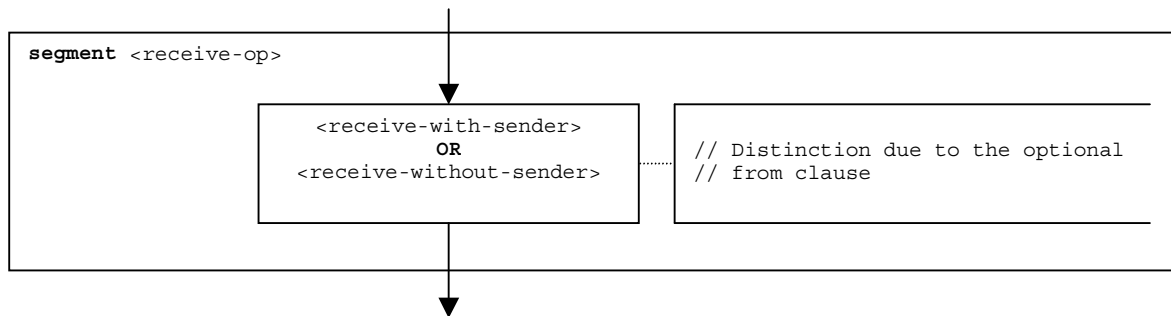 segment <receive-op>
<receive-with-sender>
OR
<receive-without-sender>
// Distinction due to the optional
// from clause